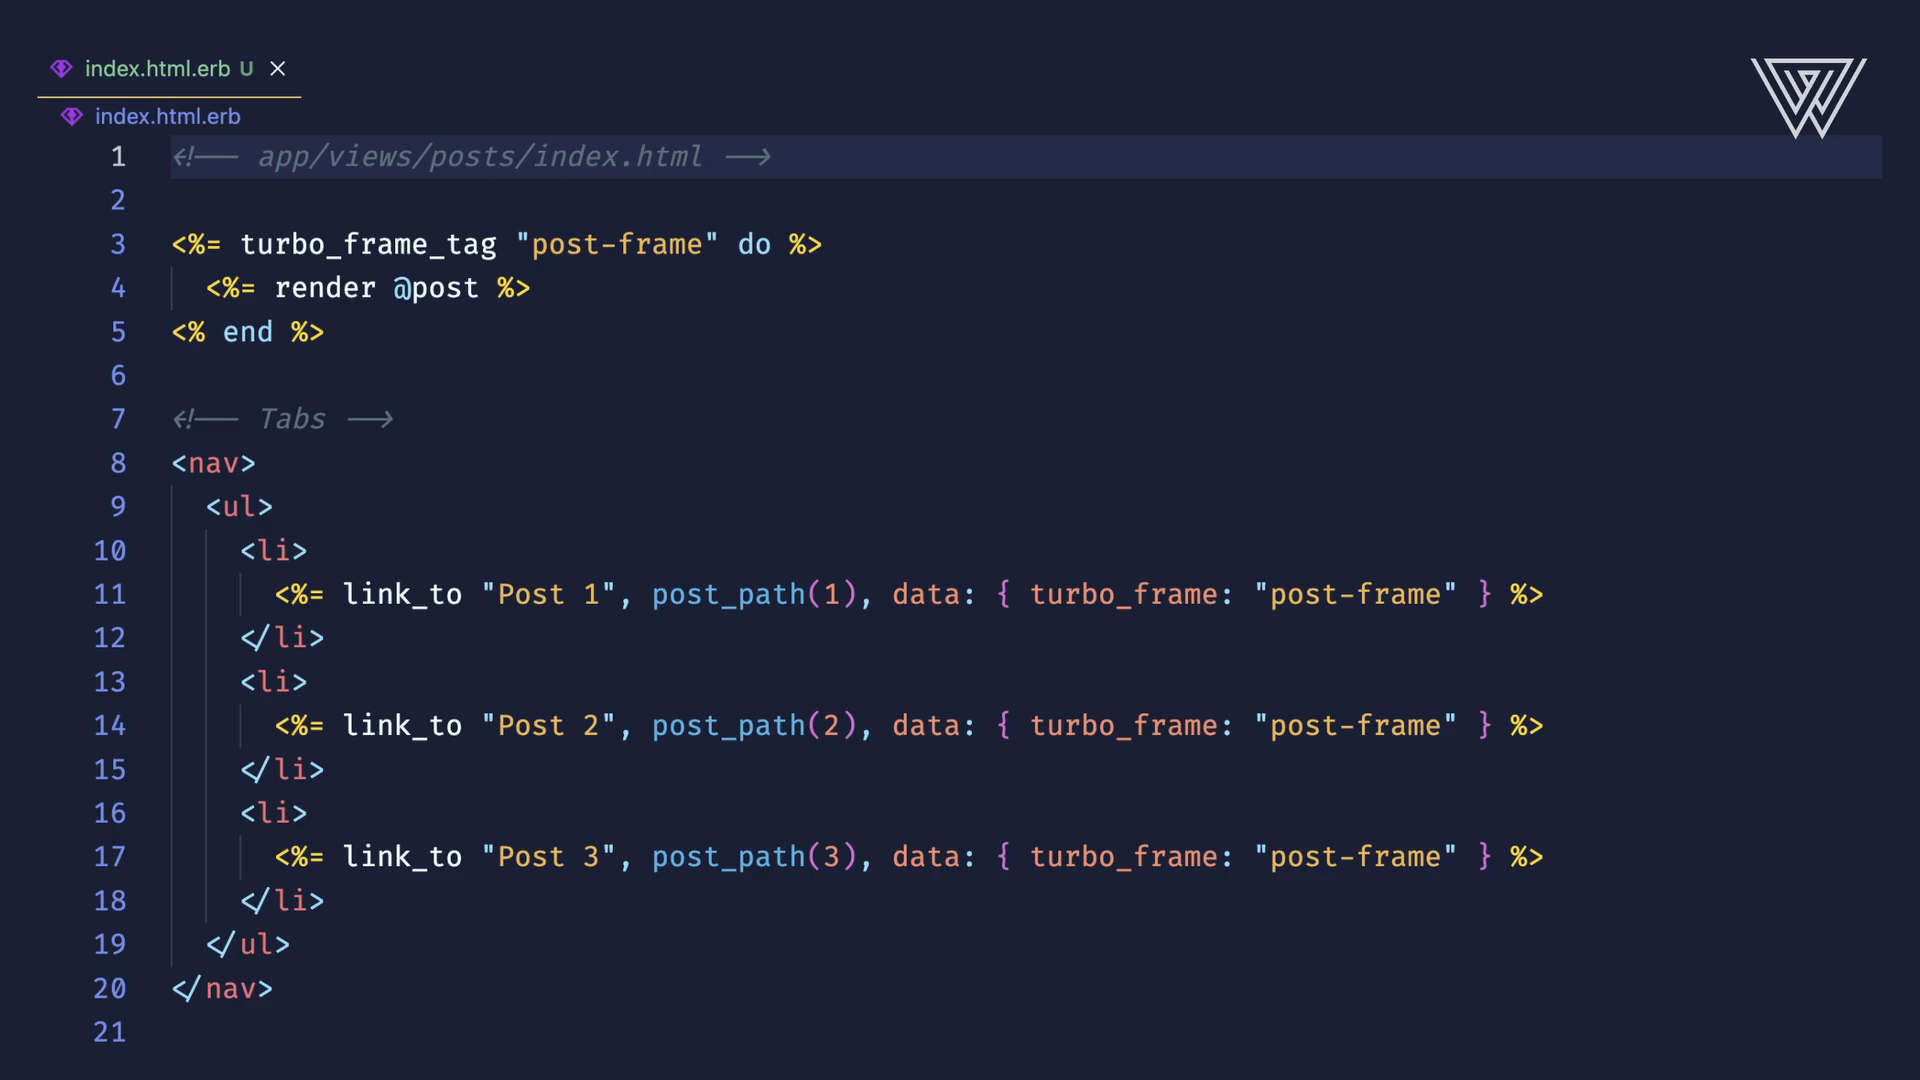 index.html.erb U
index.html.erb
1 <!-- app/views/posts/index.html -->
2
3 <%= turbo_frame_tag "post-frame" do %>
4   <%= render @post %>
5 <% end %>
6
7 <!-- Tabs -->
8 <nav>
9   <ul>
10     <li>
11       <%= link_to "Post 1", post_path(1), data: { turbo_frame: "post-frame" } %>
12     </li>
13     <li>
14       <%= link_to "Post 2", post_path(2), data: { turbo_frame: "post-frame" } %>
15     </li>
16     <li>
17       <%= link_to "Post 3", post_path(3), data: { turbo_frame: "post-frame" } %>
18     </li>
19   </ul>
20 </nav>
21